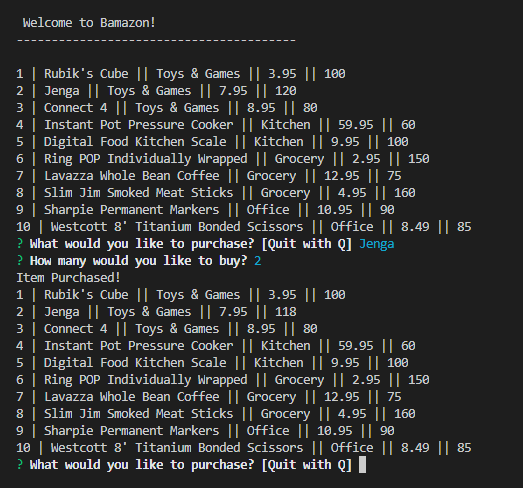 Welcome to Bamazon!
----------------------------------------
1 | Rubik's Cube || Toys & Games || 3.95 || 100
2 | Jenga || Toys & Games || 7.95 || 120
3 | Connect 4 || Toys & Games || 8.95 || 80
4 | Instant Pot Pressure Cooker || Kitchen || 59.95 || 60
5 | Digital Food Kitchen Scale || Kitchen || 9.95 || 100
6 | Ring POP Individually Wrapped || Grocery || 2.95 || 150
7 | Lavazza Whole Bean Coffee || Grocery || 12.95 || 75
8 | Slim Jim Smoked Meat Sticks || Grocery || 4.95 || 160
9 | Sharpie Permanent Markers || Office || 10.95 || 90
10 | Westcott 8' Titanium Bonded Scissors || Office || 8.49 || 85
? What would you like to purchase? [Quit with Q] Jenga
? How many would you like to buy? 2
Item Purchased!
1 | Rubik's Cube || Toys & Games || 3.95 || 100
2 | Jenga || Toys & Games || 7.95 || 118
3 | Connect 4 || Toys & Games || 8.95 || 80
4 | Instant Pot Pressure Cooker || Kitchen || 59.95 || 60
5 | Digital Food Kitchen Scale || Kitchen || 9.95 || 100
6 | Ring POP Individually Wrapped || Grocery || 2.95 || 150
7 | Lavazza Whole Bean Coffee || Grocery || 12.95 || 75
8 | Slim Jim Smoked Meat Sticks || Grocery || 4.95 || 160
9 | Sharpie Permanent Markers || Office || 10.95 || 90
10 | Westcott 8' Titanium Bonded Scissors || Office || 8.49 || 85
? What would you like to purchase? [Quit with Q]